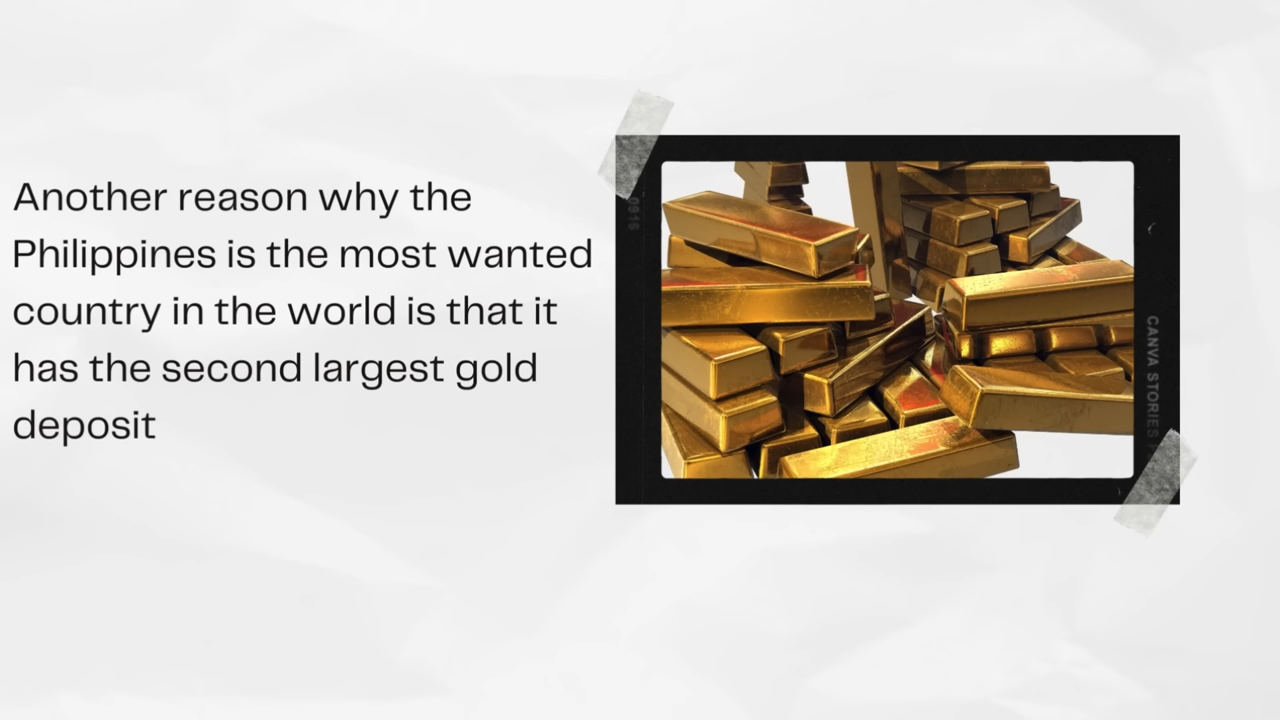 Another reason why the
Philippines is the most wanted
country in the world is that it
has the second largest gold
deposit
0916
CANVA STORIES